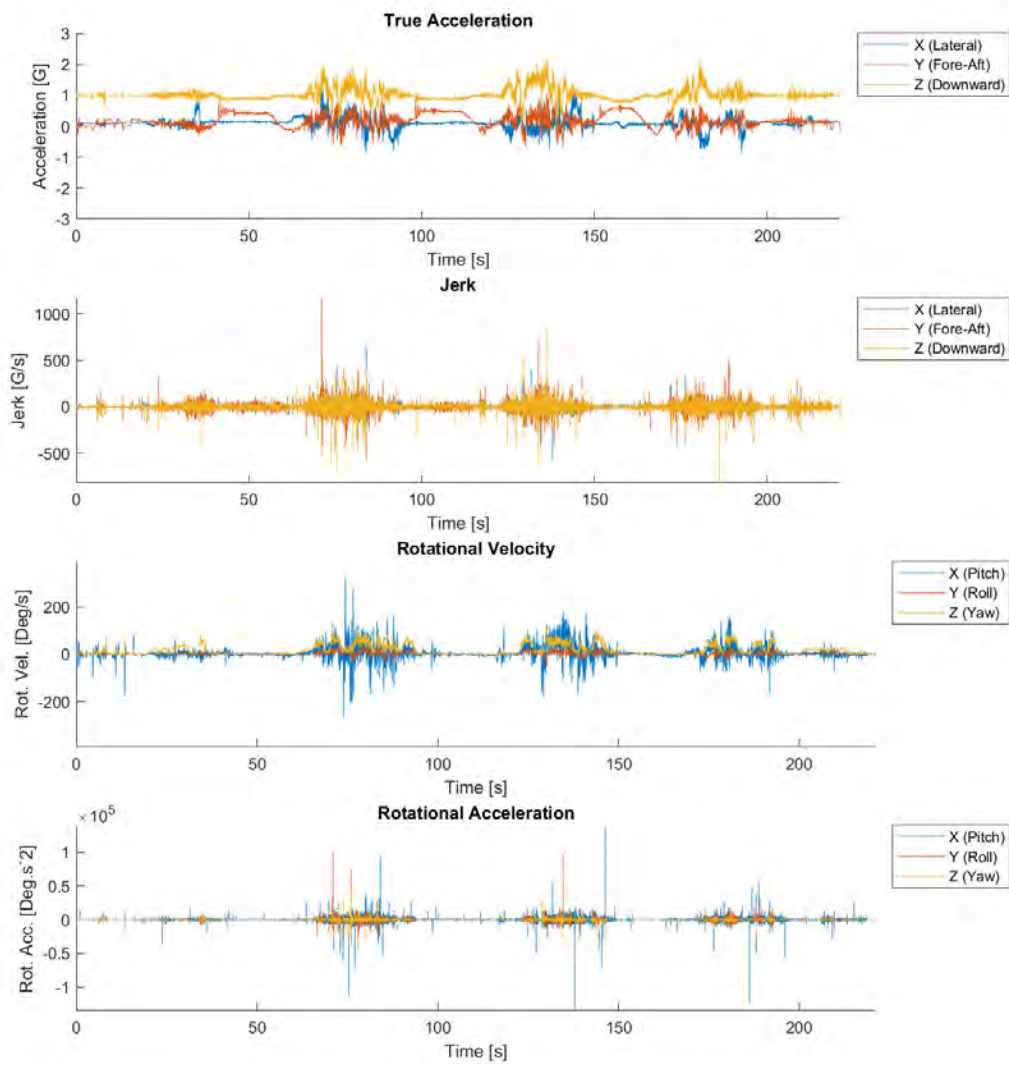 True Acceleration
3
2
1
0
-1
-2
-3
Acceleration [G]
0 50 100 150 200
Time [s]
X (Lateral)
Y (Fore-Aft)
Z (Downward)
Jerk
1000
500
0
-500
Jerk [G/s]
0 50 100 150 200
Time [s]
X (Lateral)
Y (Fore-Aft)
Z (Downward)
Rotational Velocity
200
0
-200
Rot. Vel. [Deg/s]
0 50 100 150 200
Time [s]
X (Pitch)
Y (Roll)
Z (Yaw)
Rotational Acceleration
×10^5
1
0.5
0
-0.5
-1
Rot. Acc. [Deg.s^2]
0 50 100 150 200
Time [s]
X (Pitch)
Y (Roll)
Z (Yaw)